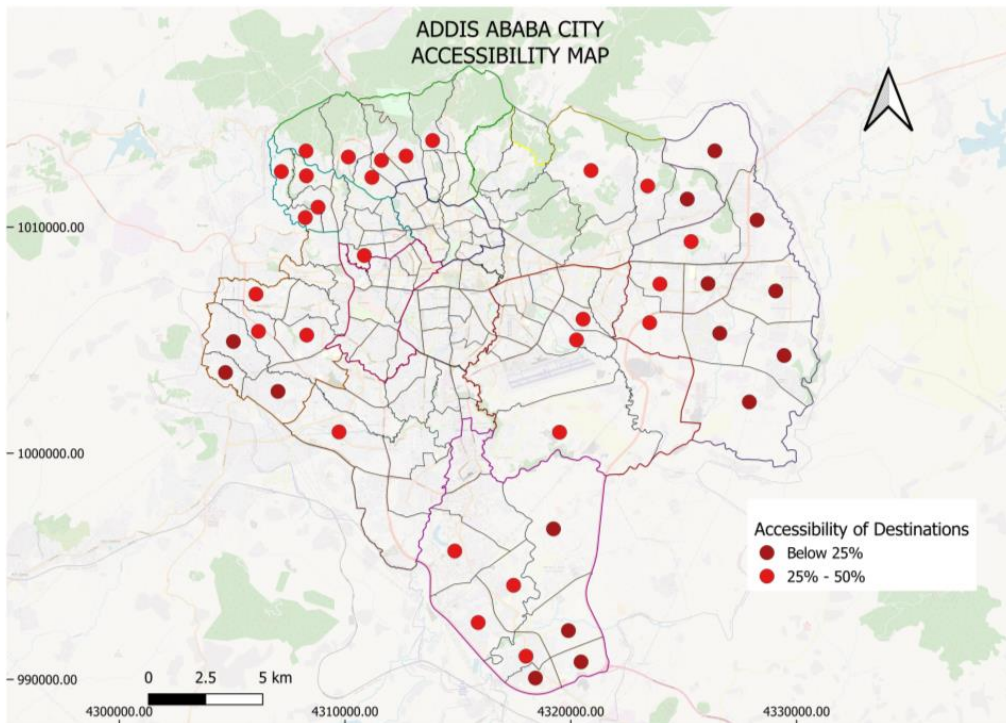 ADDIS ABABA CITY
ACCESSIBILITY MAP
1010000.00
1000000.00
990000.00
Accessibility of Destinations
Below 25%
25% - 50%
0 2.5 5 km
4300000.00 4310000.00 4320000.00 4330000.00